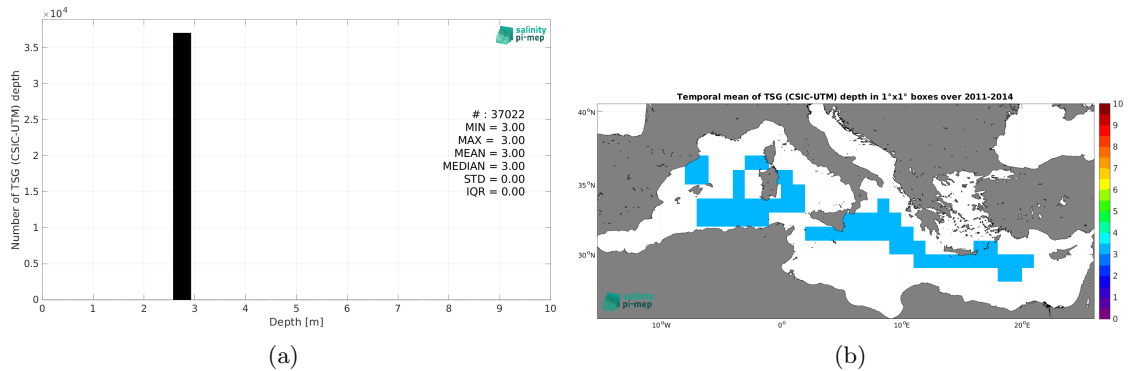 ×10⁴
3.5
3
2.5
2
1.5
1
0.5
0
Number of TSG (CSIC-UTM) depth
0 1 2 3 4 5 6 7 8 9 10
Depth [m]
salinity
pi-mep
# : 37022
MIN = 3.00
MAX = 3.00
MEAN = 3.00
MEDIAN = 3.00
STD = 0.00
IQR = 0.00
(a)
Temporal mean of TSG (CSIC-UTM) depth in 1°x1° boxes over 2011-2014
40°N
35°N
30°N
10°W 0° 10°E 20°E
salinity
pi-mep
10
9
8
7
6
5
4
3
2
1
0
(b)